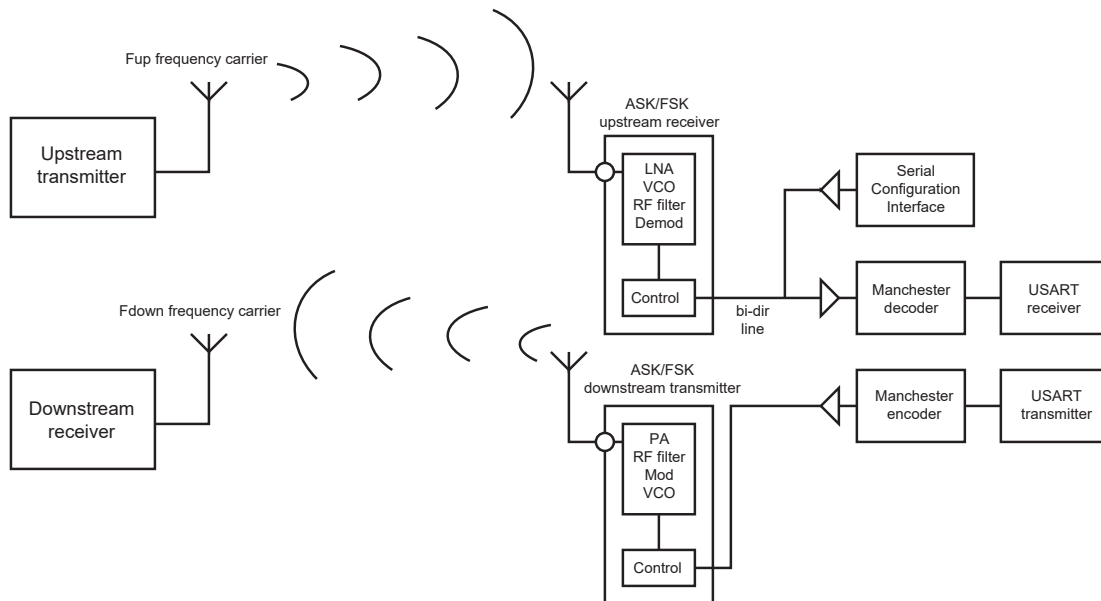 Fup frequency carrier
Upstream
transmitter
ASK/FSK
upstream receiver
LNA
VCO
RF filter
Demod
Control
bi-dir
line
Serial
Configuration
Interface
Manchester
decoder
USART
receiver
Fdown frequency carrier
Downstream
receiver
ASK/FSK
downstream transmitter
PA
RF filter
Mod
VCO
Control
Manchester
encoder
USART
transmitter